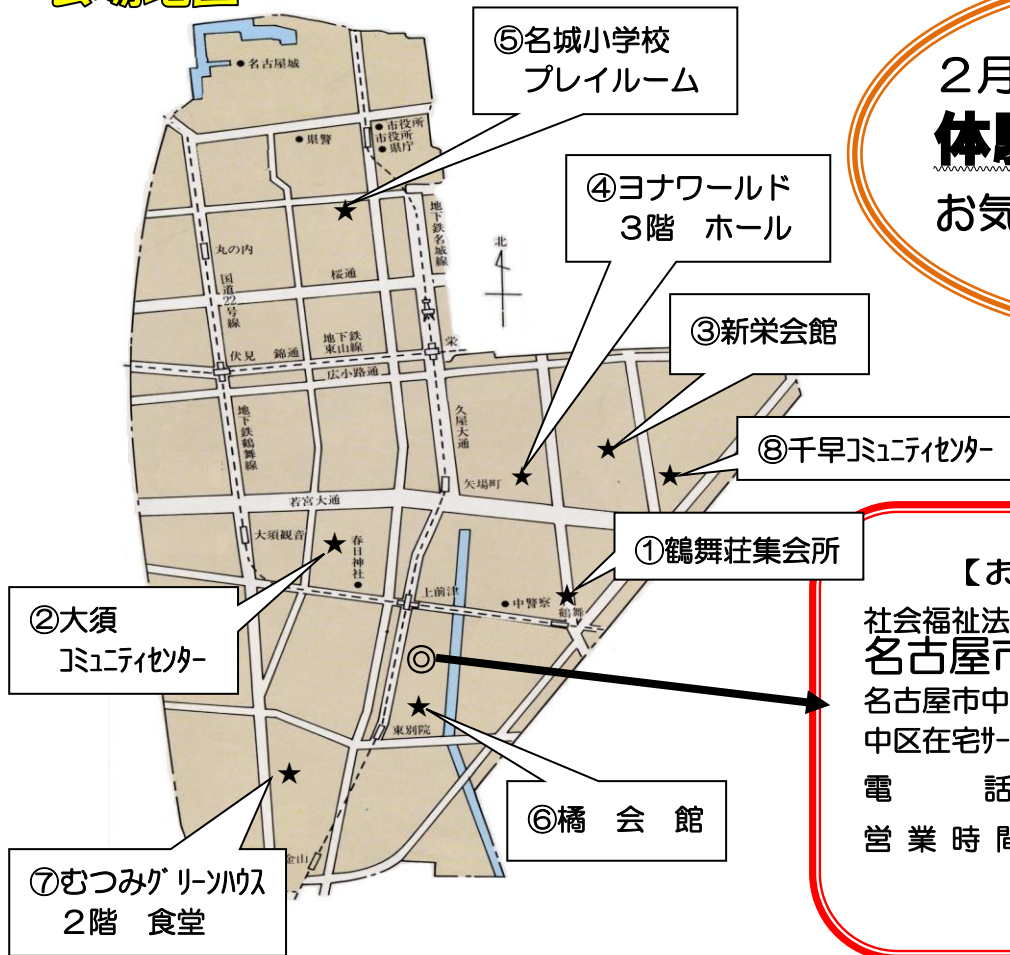 会場地図
⑤名城小学校
プレイルーム
２月
体験
お気
④ヨナワールド
３階　ホール
③新栄会館
⑧千早コミュニティセンター
①鶴舞荘集会所
②大須
コミュニティセンター
⑥橘　会　館
⑦むつみグリーンハウス
２階　食堂
【お
社会福祉法
名古屋市
名古屋市中
中区在宅サー
電　　　話
営 業 時 間
名古屋城
県警
市役所
市役所
県庁
地下鉄名城線
丸の内
国道22号線
桜通
北
伏見
錦通
地下鉄
東山線
栄
広小路通
地下鉄鶴舞線
久屋大通
矢場町
若宮大通
大須観音
春日神社
上前津
中警察
鶴舞
東別院
金山